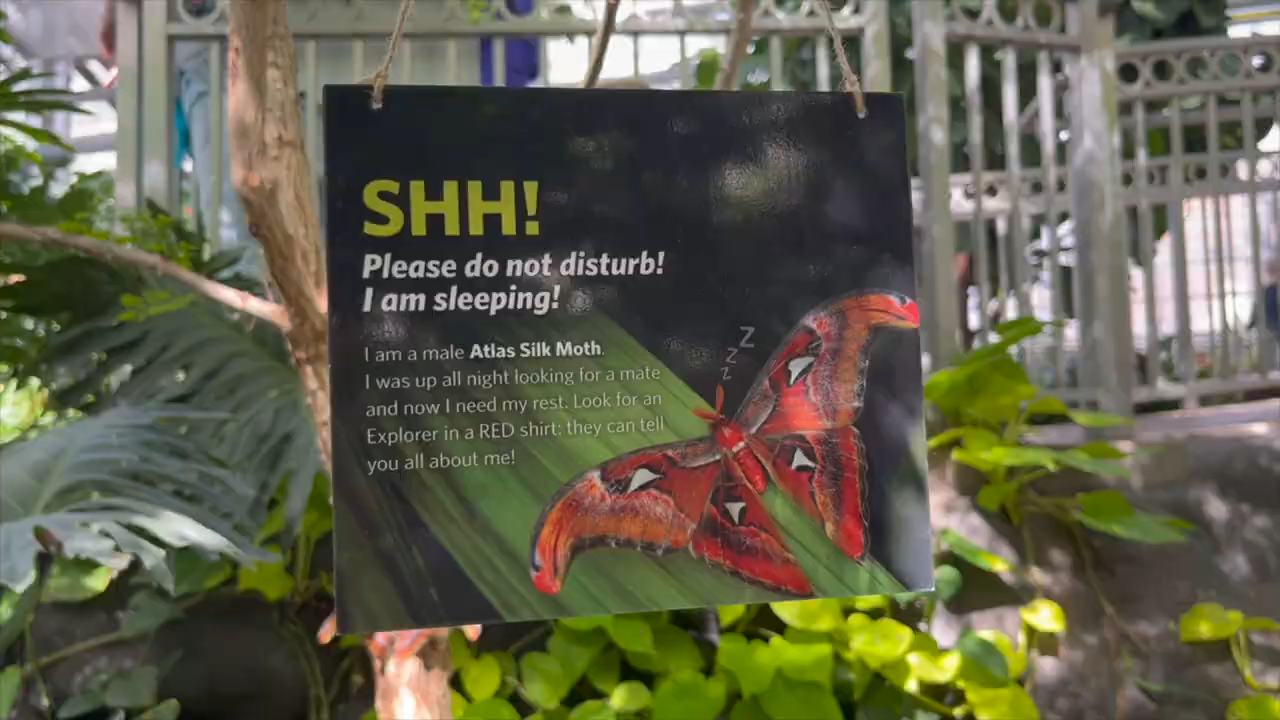 SHH!
Please do not disturb!
I am sleeping!
I am a male Atlas Silk Moth.
I was up all night looking for a mate
and now I need my rest. Look for an
Explorer in a RED shirt; they can tell
you all about me!
z
z
z